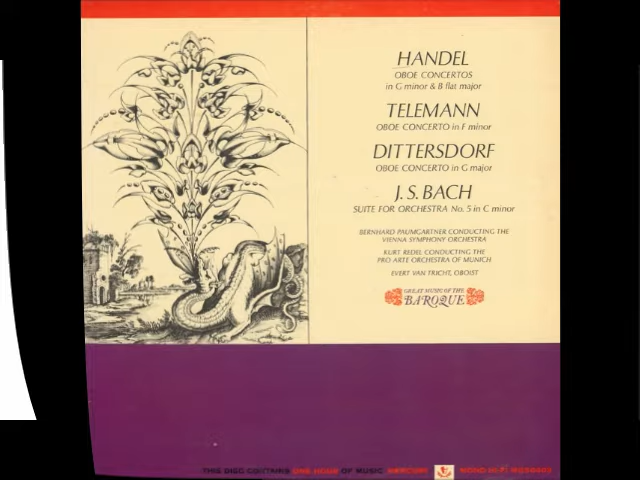 HANDEL
OBOE CONCERTOS
in G minor & B flat major
TELEMANN
OBOE CONCERTO in F minor
DITTERSDORF
OBOE CONCERTO in G major
J. S. BACH
SUITE FOR ORCHESTRA No. 5 in G minor
BERNHARD PAUMGARTNER CONDUCTING THE
VIENNA SYMPHONY ORCHESTRA
KURT REDEL CONDUCTING THE
PRO ARTE ORCHESTRA OF MUNICH
EVERT VAN TRICHT, OBOIST
GREAT MUSIC OF THE
BAROQUE
THIS DISC CONTAINS ONE HOUR OF MUSIC MERCURY MONO HI-FI